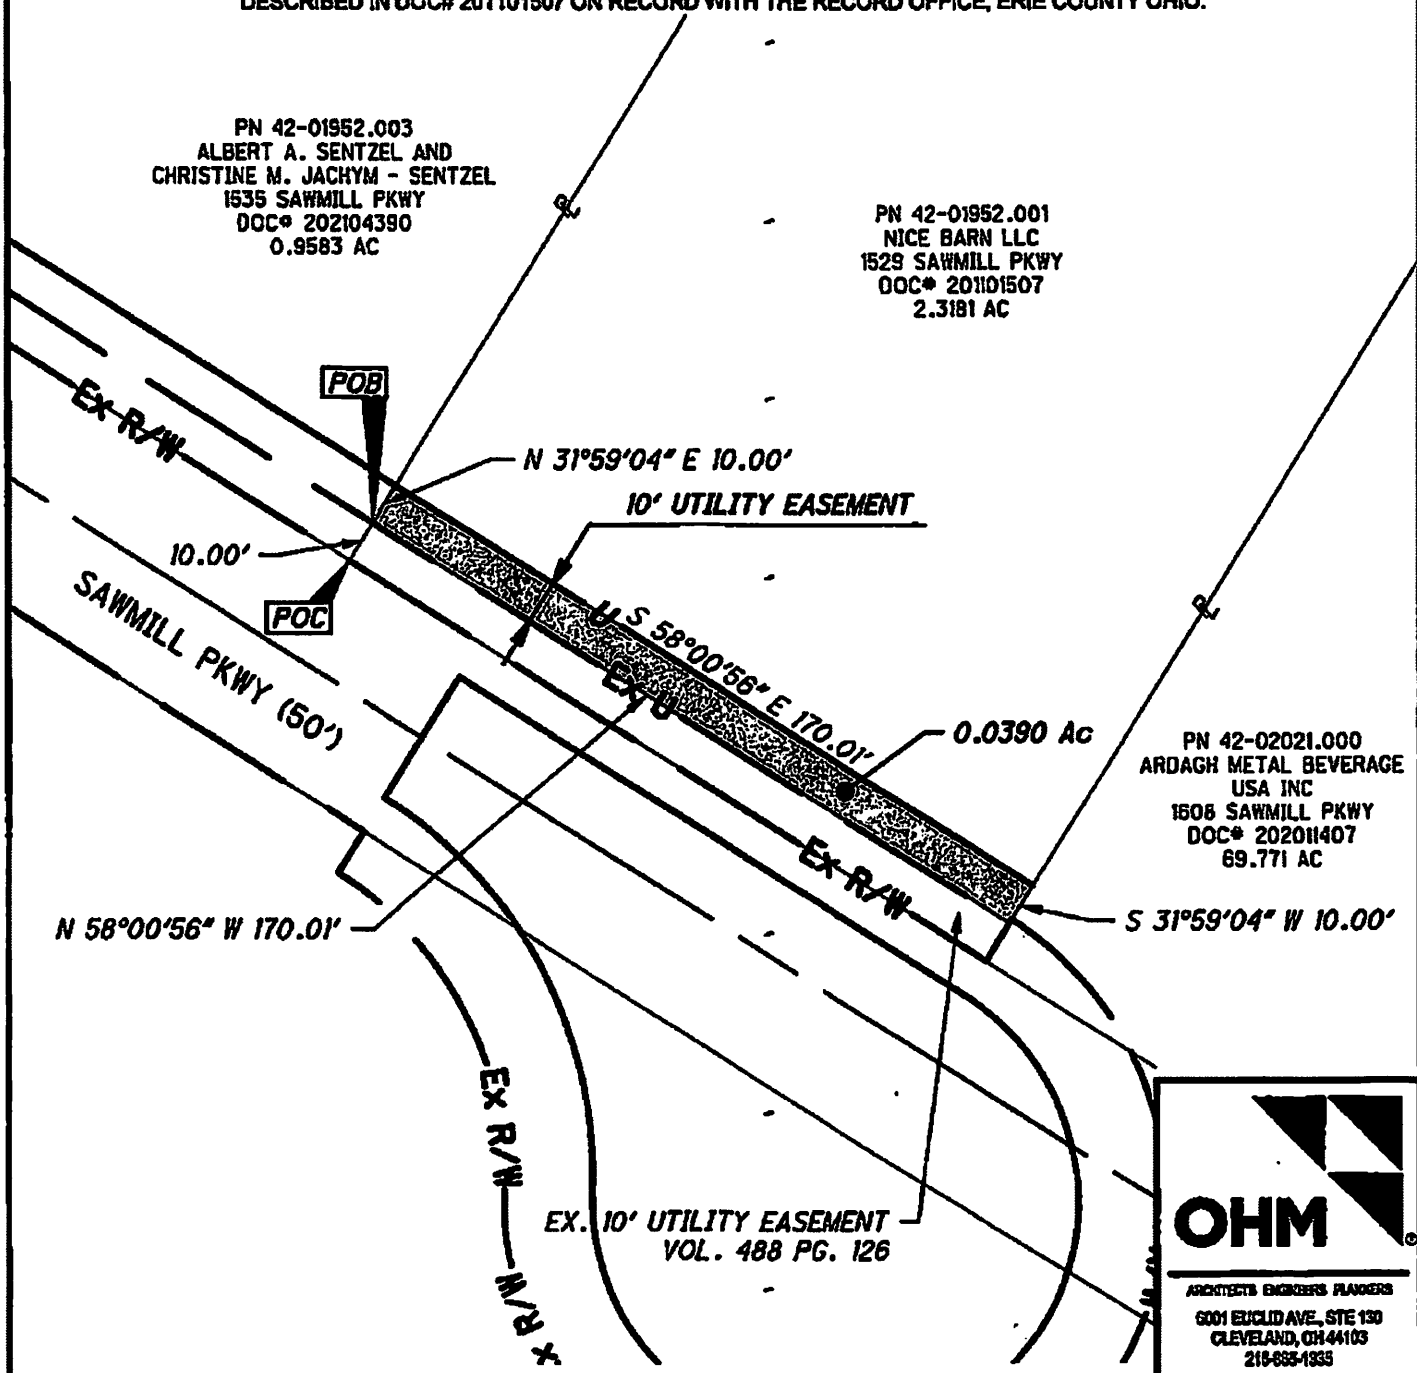 DESCRIBED IN DOC# 201101507 ON RECORD WITH THE RECORD OFFICE, ERIE COUNTY OHIO.
PN 42-01952.003
ALBERT A. SENTZEL AND
CHRISTINE M. JACHYM - SENTZEL
1535 SAWMILL PKWY
DOC# 202104390
0.9583 AC
PL
PN 42-01952.001
NICE BARN LLC
1529 SAWMILL PKWY
DOC# 201101507
2.3181 AC
POB
Ex R/W
N 31°59'04" E 10.00'
10' UTILITY EASEMENT
10.00'
POC
SAWMILL PKWY (50')
U
S 58°00'56" E 170.01'
Ex U
PL
0.0390 Ac
PN 42-02021.000
ARDAGH METAL BEVERAGE
USA INC
1608 SAWMILL PKWY
DOC# 202011407
69.771 AC
Ex R/W
N 58°00'56" W 170.01'
S 31°59'04" W 10.00'
Ex R/W
EX. 10' UTILITY EASEMENT
VOL. 488 PG. 126
Ex R/W
OHM
ARCHITECTS ENGINEERS PLANNERS
6001 EUCLID AVE., STE 130
CLEVELAND, OH 44103